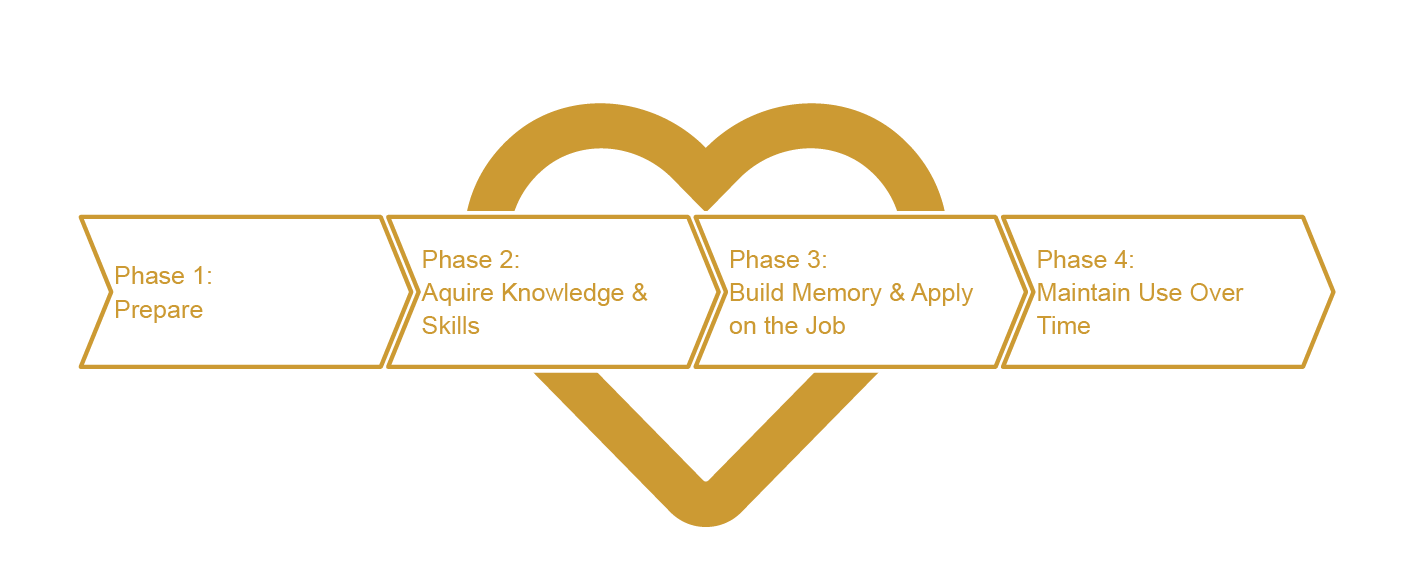 Phase 1:
Prepare
Phase 2:
Aquire Knowledge &
Skills
Phase 3:
Build Memory & Apply
on the Job
Phase 4:
Maintain Use Over
Time